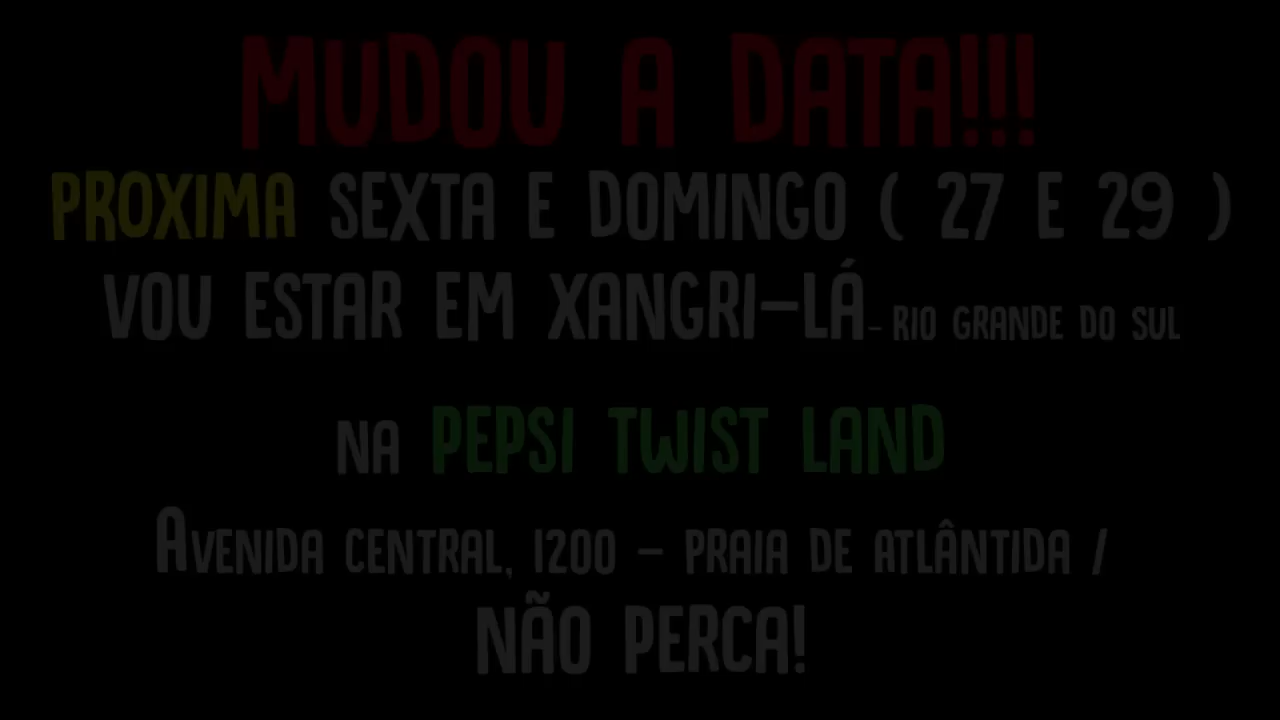 MUDOU A DATA!!!
PROXIMA SEXTA E DOMINGO ( 27 E 29 )
VOU ESTAR EM XANGRI-LÁ- RIO GRANDE DO SUL
NA PEPSI TWIST LAND
AVENIDA CENTRAL, 1200 - PRAIA DE ATLÂNTIDA /
NÃO PERCA!